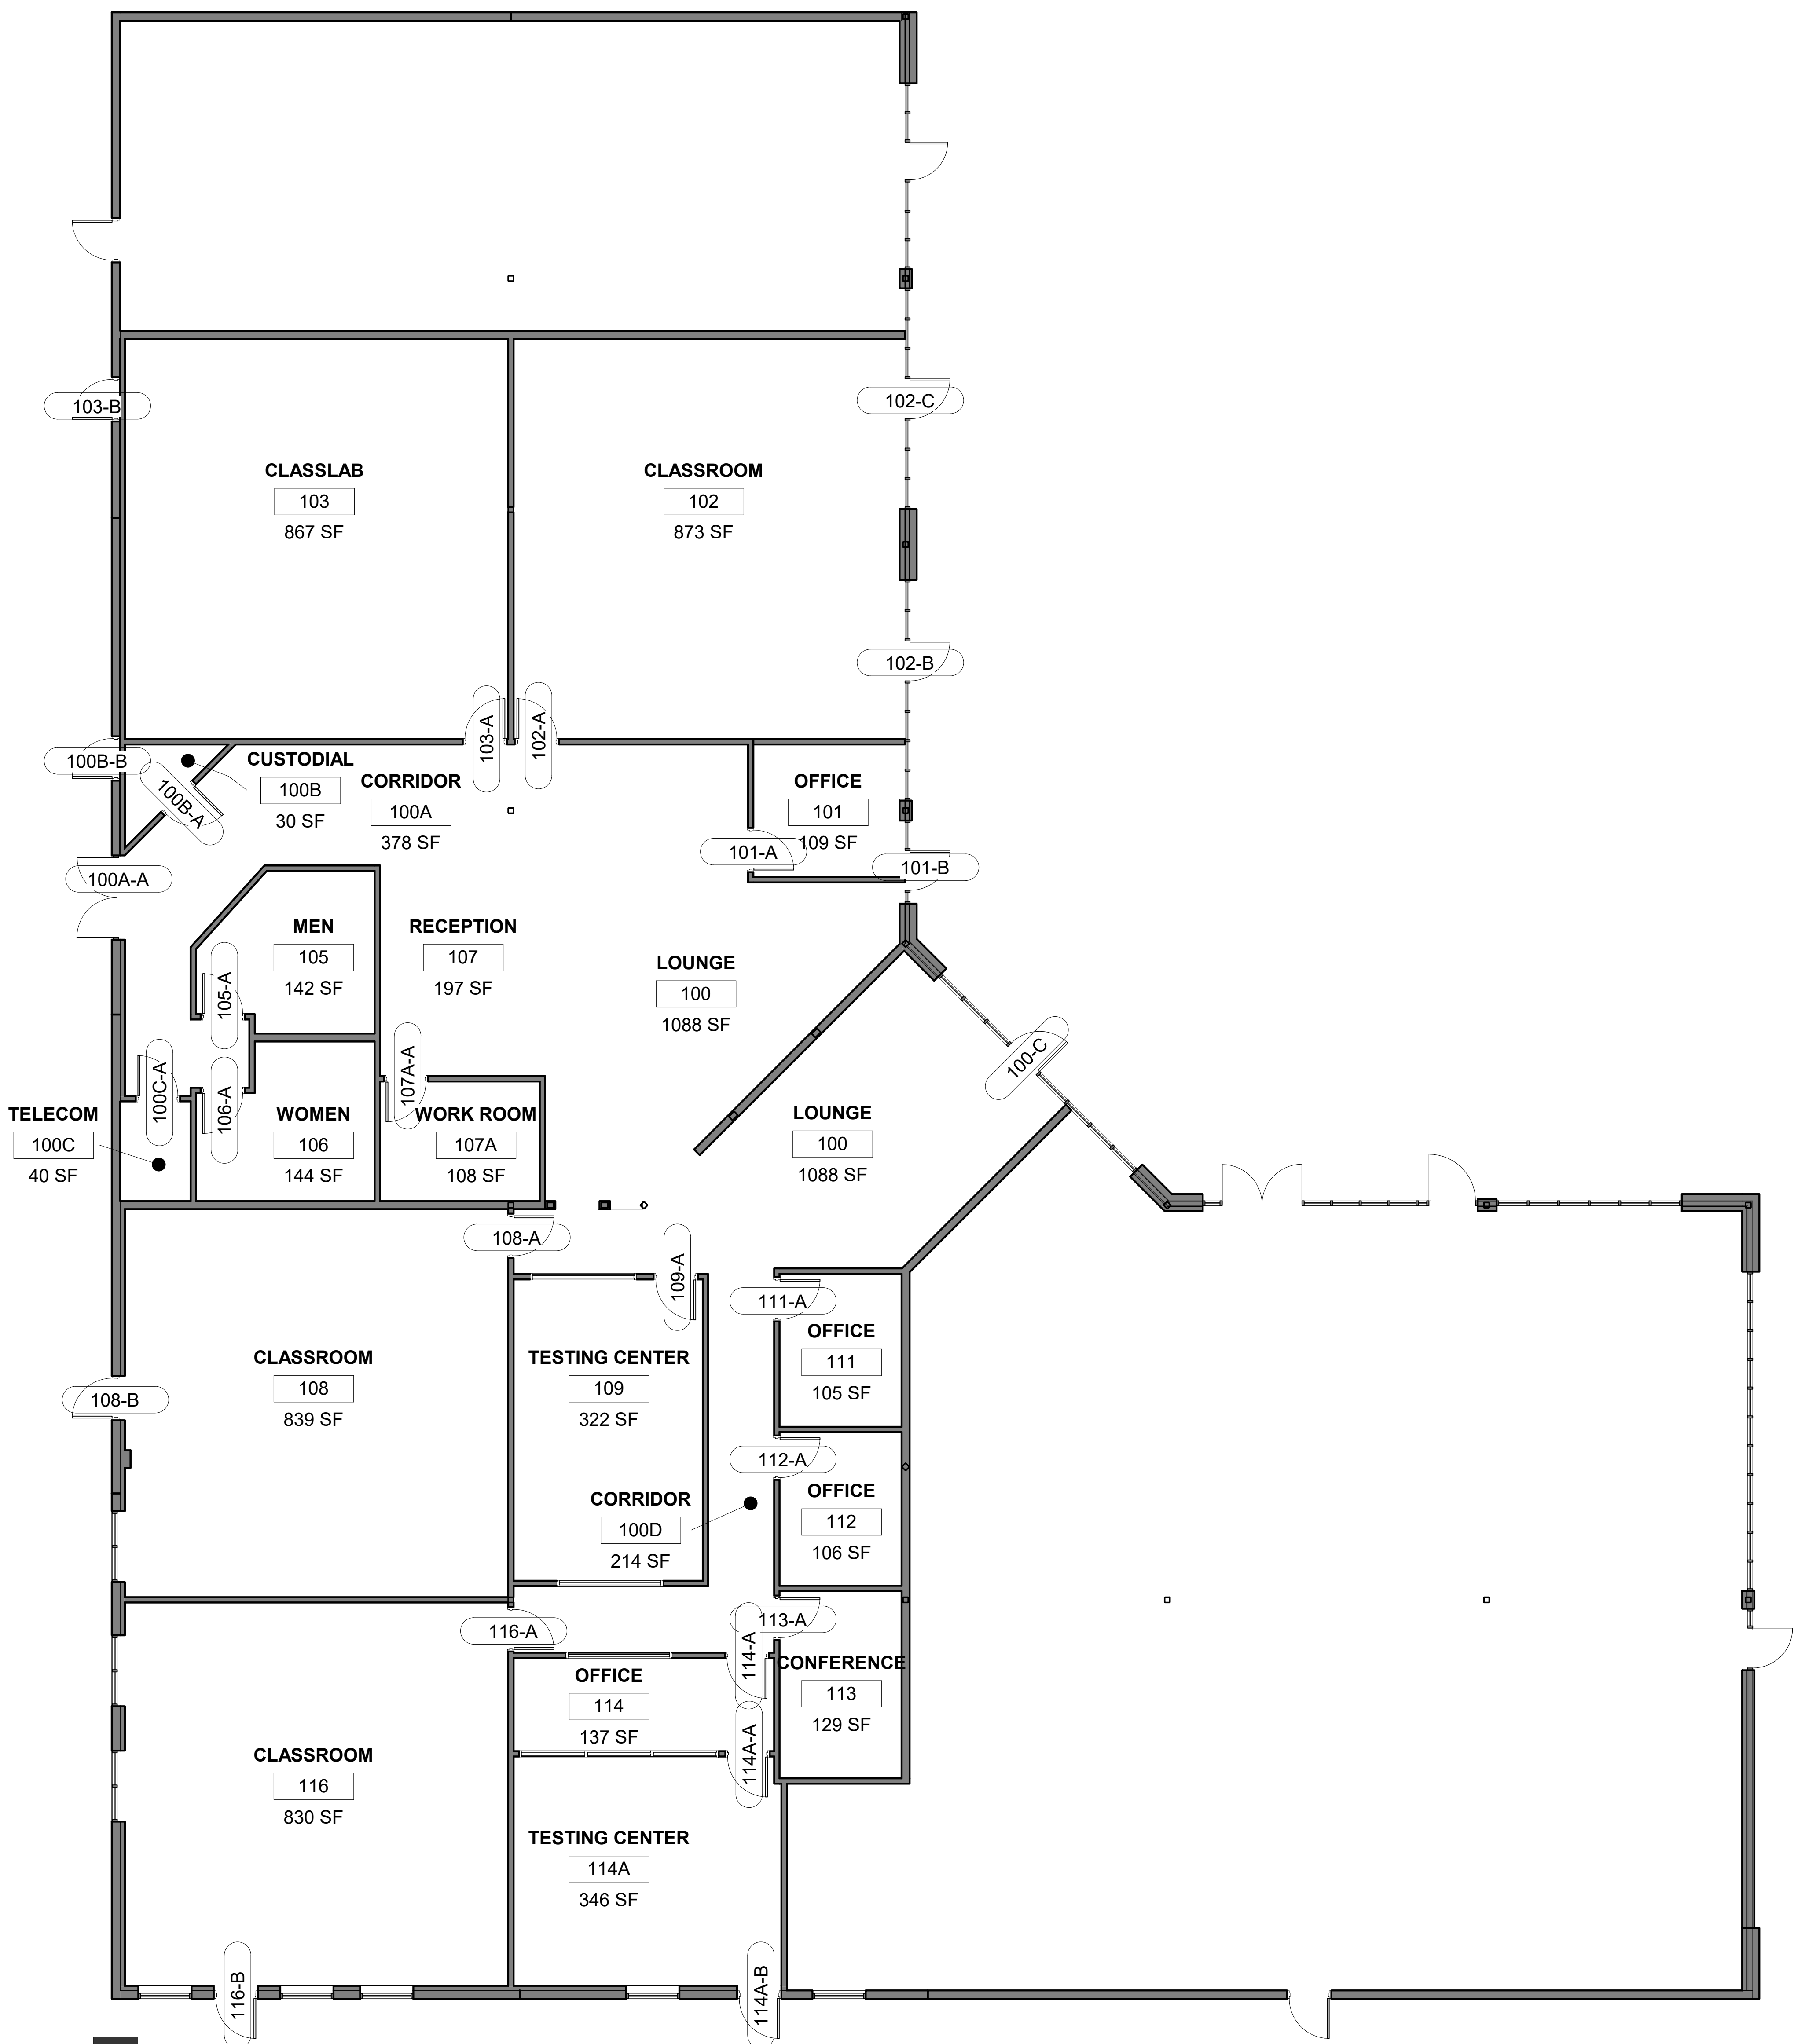 103-B
102-C
CLASSLAB
103
867 SF
CLASSROOM
102
873 SF
102-B
103-A
102-A
100B-B
100B-A
CUSTODIAL
100B
30 SF
CORRIDOR
100A
378 SF
OFFICE
101
109 SF
101-A
101-B
100A-A
MEN
105
142 SF
105-A
RECEPTION
107
197 SF
LOUNGE
100
1088 SF
100-C
100C-A
106-A
107A-A
TELECOM
100C
40 SF
WOMEN
106
144 SF
WORK ROOM
107A
108 SF
LOUNGE
100
1088 SF
108-A
109-A
111-A
OFFICE
111
105 SF
CLASSROOM
108
839 SF
108-B
TESTING CENTER
109
322 SF
112-A
CORRIDOR
100D
214 SF
OFFICE
112
106 SF
116-A
113-A
114-A
OFFICE
114
137 SF
CONFERENCE
113
129 SF
114A-A
CLASSROOM
116
830 SF
TESTING CENTER
114A
346 SF
116-B
114A-B